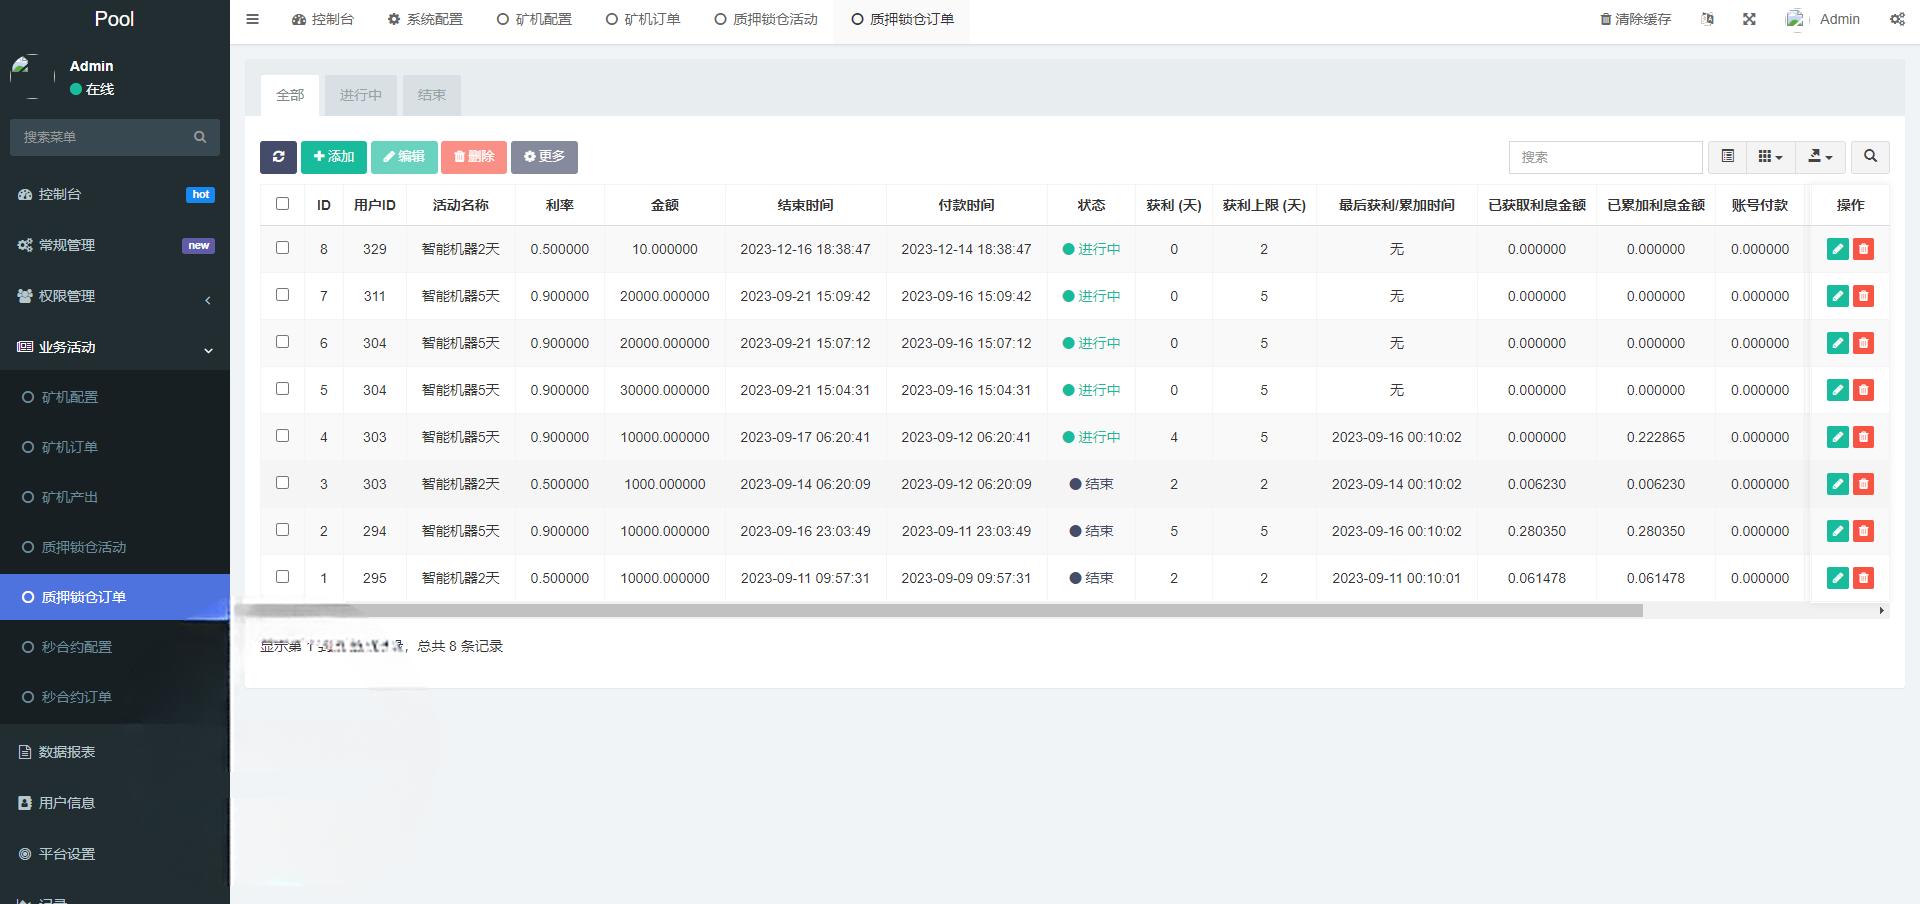 Pool
控制台 系统配置 矿机配置 矿机订单 质押锁仓活动 质押锁仓订单 清除缓存 Admin
Admin
在线
搜索菜单
控制台 hot
常规管理 new
权限管理
业务活动
矿机配置
矿机订单
矿机产出
质押锁仓活动
质押锁仓订单
秒合约配置
秒合约订单
数据报表
用户信息
平台设置
全部 进行中 结束
添加 编辑 删除 更多 搜索
ID 用户ID 活动名称 利率 金额 结束时间 付款时间 状态 获利 (天) 获利上限 (天) 最后获利/累加时间 已获取利息金额 已累加利息金额 账号付款 操作
8 329 智能机器2天 0.500000 10.000000 2023-12-16 18:38:47 2023-12-14 18:38:47 进行中 0 2 无 0.000000 0.000000 0.000000
7 311 智能机器5天 0.900000 20000.000000 2023-09-21 15:09:42 2023-09-16 15:09:42 进行中 0 5 无 0.000000 0.000000 0.000000
6 304 智能机器5天 0.900000 20000.000000 2023-09-21 15:07:12 2023-09-16 15:07:12 进行中 0 5 无 0.000000 0.000000 0.000000
5 304 智能机器5天 0.900000 30000.000000 2023-09-21 15:04:31 2023-09-16 15:04:31 进行中 0 5 无 0.000000 0.000000 0.000000
4 303 智能机器5天 0.900000 10000.000000 2023-09-17 06:20:41 2023-09-12 06:20:41 进行中 4 5 2023-09-16 00:10:02 0.000000 0.222865 0.000000
3 303 智能机器2天 0.500000 1000.000000 2023-09-14 06:20:09 2023-09-12 06:20:09 结束 2 2 2023-09-14 00:10:02 0.006230 0.006230 0.000000
2 294 智能机器5天 0.900000 10000.000000 2023-09-16 23:03:49 2023-09-11 23:03:49 结束 5 5 2023-09-16 00:10:02 0.280350 0.280350 0.000000
1 295 智能机器2天 0.500000 10000.000000 2023-09-11 09:57:31 2023-09-09 09:57:31 结束 2 2 2023-09-11 00:10:01 0.061478 0.061478 0.000000
显示第 ，总共 8 条记录